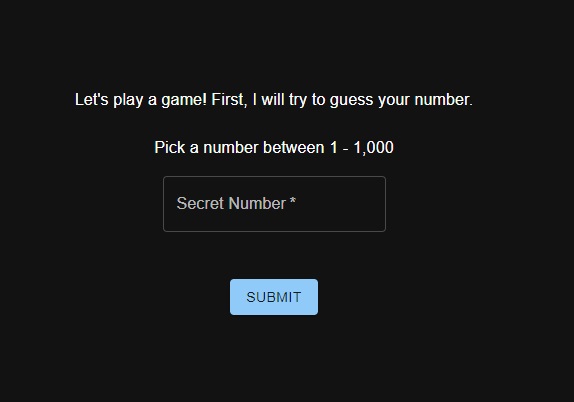 Let's play a game! First, I will try to guess your number.
Pick a number between 1 - 1,000
Secret Number *
SUBMIT